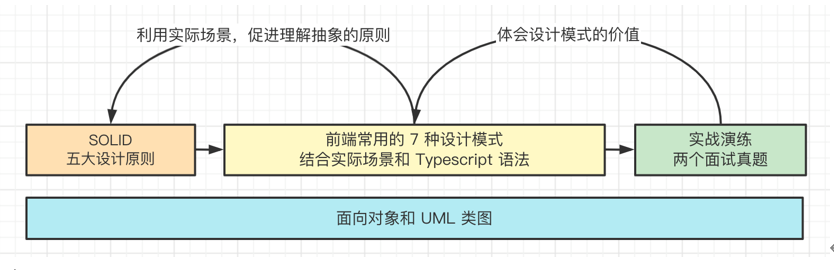 利用实际场景，促进理解抽象的原则
体会设计模式的价值
SOLID
五大设计原则
前端常用的 7 种设计模式
结合实际场景和 Typescript 语法
实战演练
两个面试真题
面向对象和 UML 类图